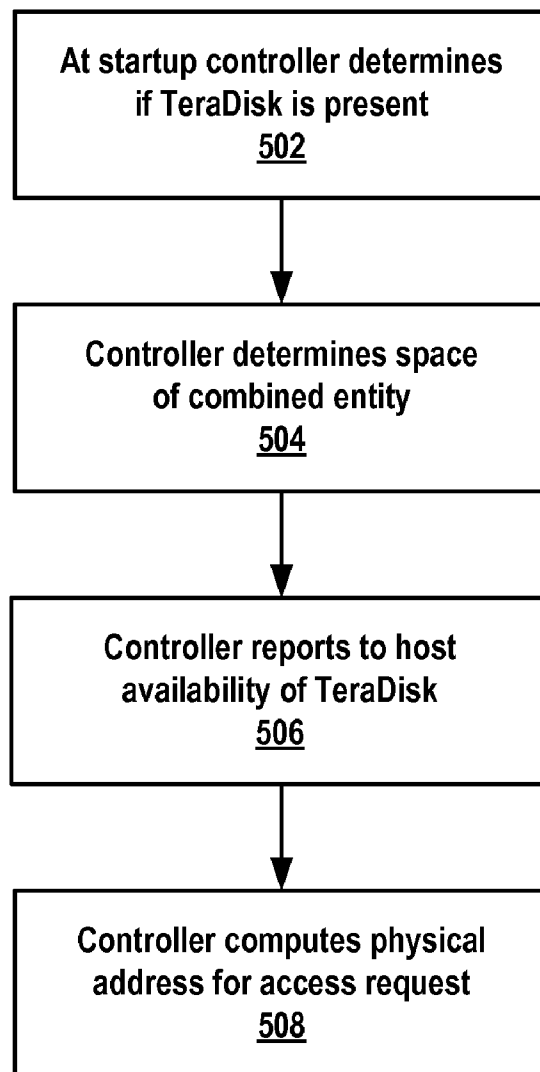 At startup controller determines
if TeraDisk is present
502
Controller determines space
of combined entity
504
Controller reports to host
availability of TeraDisk
506
Controller computes physical
address for access request
508